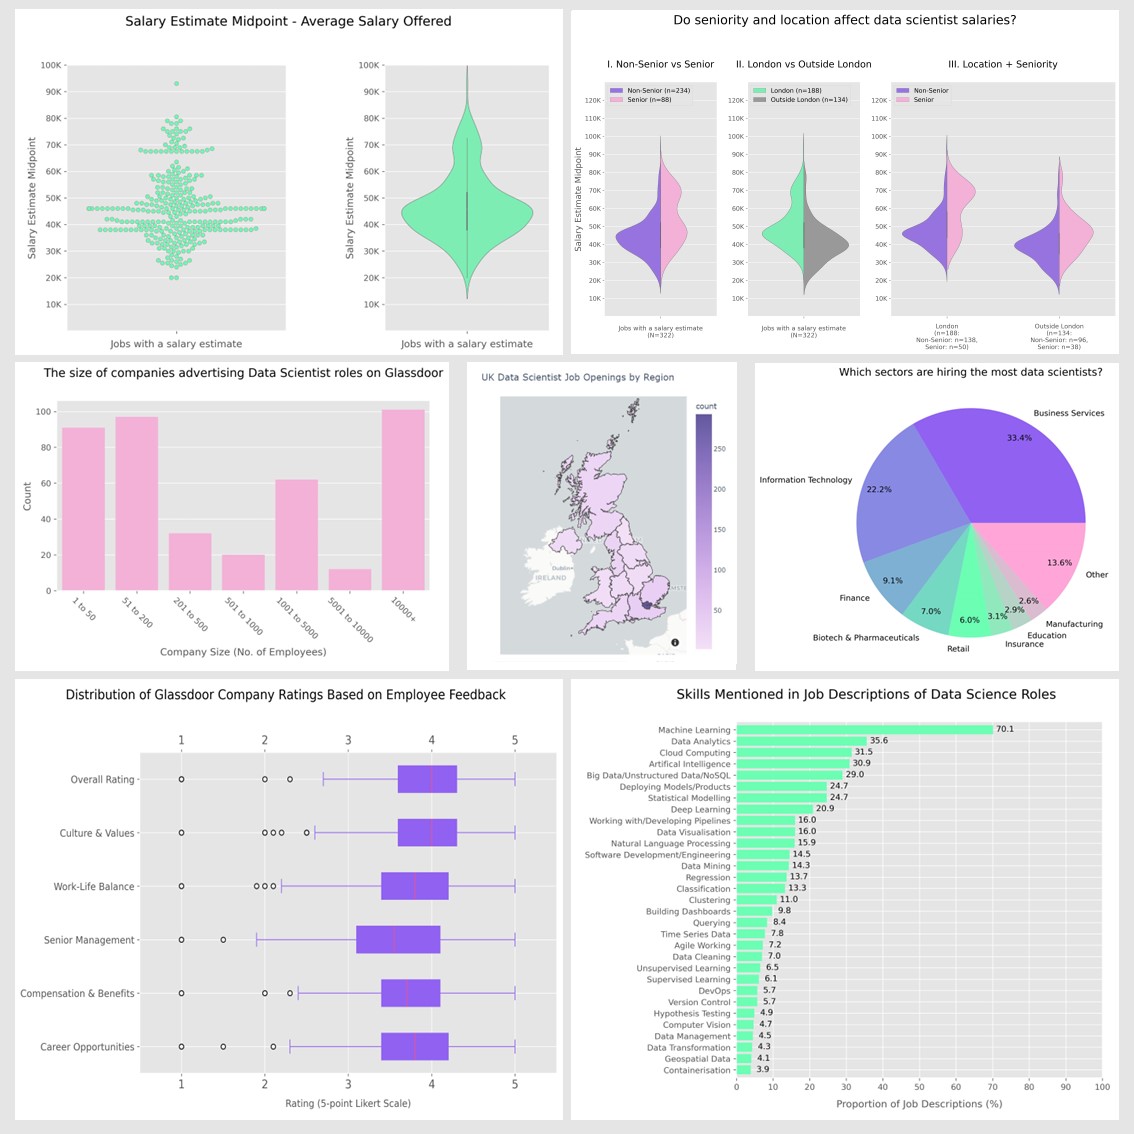 Salary Estimate Midpoint - Average Salary Offered
100K
90K
80K
70K
60K
50K
40K
30K
20K
10K
Salary Estimate Midpoint
Jobs with a salary estimate
100K
90K
80K
70K
60K
50K
40K
30K
20K
10K
Salary Estimate Midpoint
Jobs with a salary estimate
Do seniority and location affect data scientist salaries?
I. Non-Senior vs Senior
Non-Senior (n=234)
Senior (n=88)
120K
110K
100K
90K
80K
70K
60K
50K
40K
30K
20K
10K
Salary Estimate Midpoint
Jobs with a salary estimate
(N=322)
II. London vs Outside London
London (n=188)
Outside London (n=134)
120K
110K
100K
90K
80K
70K
60K
50K
40K
30K
20K
10K
Jobs with a salary estimate
(N=322)
III. Location + Seniority
Non-Senior
Senior
120K
110K
100K
90K
80K
70K
60K
50K
40K
30K
20K
10K
London
(n=188:
Non-Senior: n=138,
Senior: n=50)
Outside London
(n=134:
Non-Senior: n=96,
Senior: n=38)
The size of companies advertising Data Scientist roles on Glassdoor
100
80
60
40
20
0
Count
1 to 50
51 to 200
201 to 500
501 to 1000
1001 to 5000
5001 to 10000
10000+
Company Size (No. of Employees)
UK Data Scientist Job Openings by Region
count
250
200
150
100
50
Dublin
IRELAND
Which sectors are hiring the most data scientists?
Business Services
33.4%
Information Technology
22.2%
Finance
9.1%
Biotech & Pharmaceuticals
7.0%
Retail
6.0%
Insurance
3.1%
Education
2.9%
Manufacturing
2.6%
Other
13.6%
Distribution of Glassdoor Company Ratings Based on Employee Feedback
1 2 3 4 5
Overall Rating
Culture & Values
Work-Life Balance
Senior Management
Compensation & Benefits
Career Opportunities
1 2 3 4 5
Rating (5-point Likert Scale)
Skills Mentioned in Job Descriptions of Data Science Roles
Machine Learning 70.1
Data Analytics 35.6
Cloud Computing 31.5
Artifical Intelligence 30.9
Big Data/Unstructured Data/NoSQL 29.0
Deploying Models/Products 24.7
Statistical Modelling 24.7
Deep Learning 20.9
Working with/Developing Pipelines 16.0
Data Visualisation 16.0
Natural Language Processing 15.9
Software Development/Engineering 14.5
Data Mining 14.3
Regression 13.7
Classification 13.3
Clustering 11.0
Building Dashboards 9.8
Querying 8.4
Time Series Data 7.8
Agile Working 7.2
Data Cleaning 7.0
Unsupervised Learning 6.5
Supervised Learning 6.1
DevOps 5.7
Version Control 5.7
Hypothesis Testing 4.9
Computer Vision 4.7
Data Management 4.5
Data Transformation 4.3
Geospatial Data 4.1
Containerisation 3.9
0 10 20 30 40 50 60 70 80 90 100
Proportion of Job Descriptions (%)